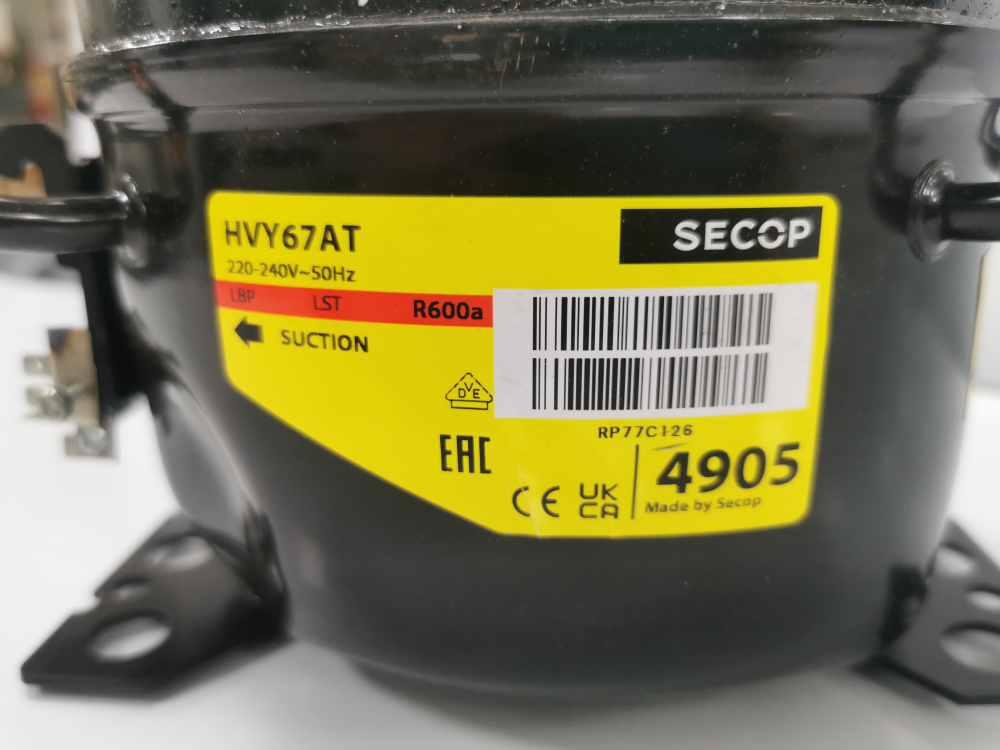 HVY67AT
SECOP
220-240V~50Hz
LBP LST R600a
SUCTION
DVE
RP77C126
EAC
CE UK CA
4905
Made by Secop